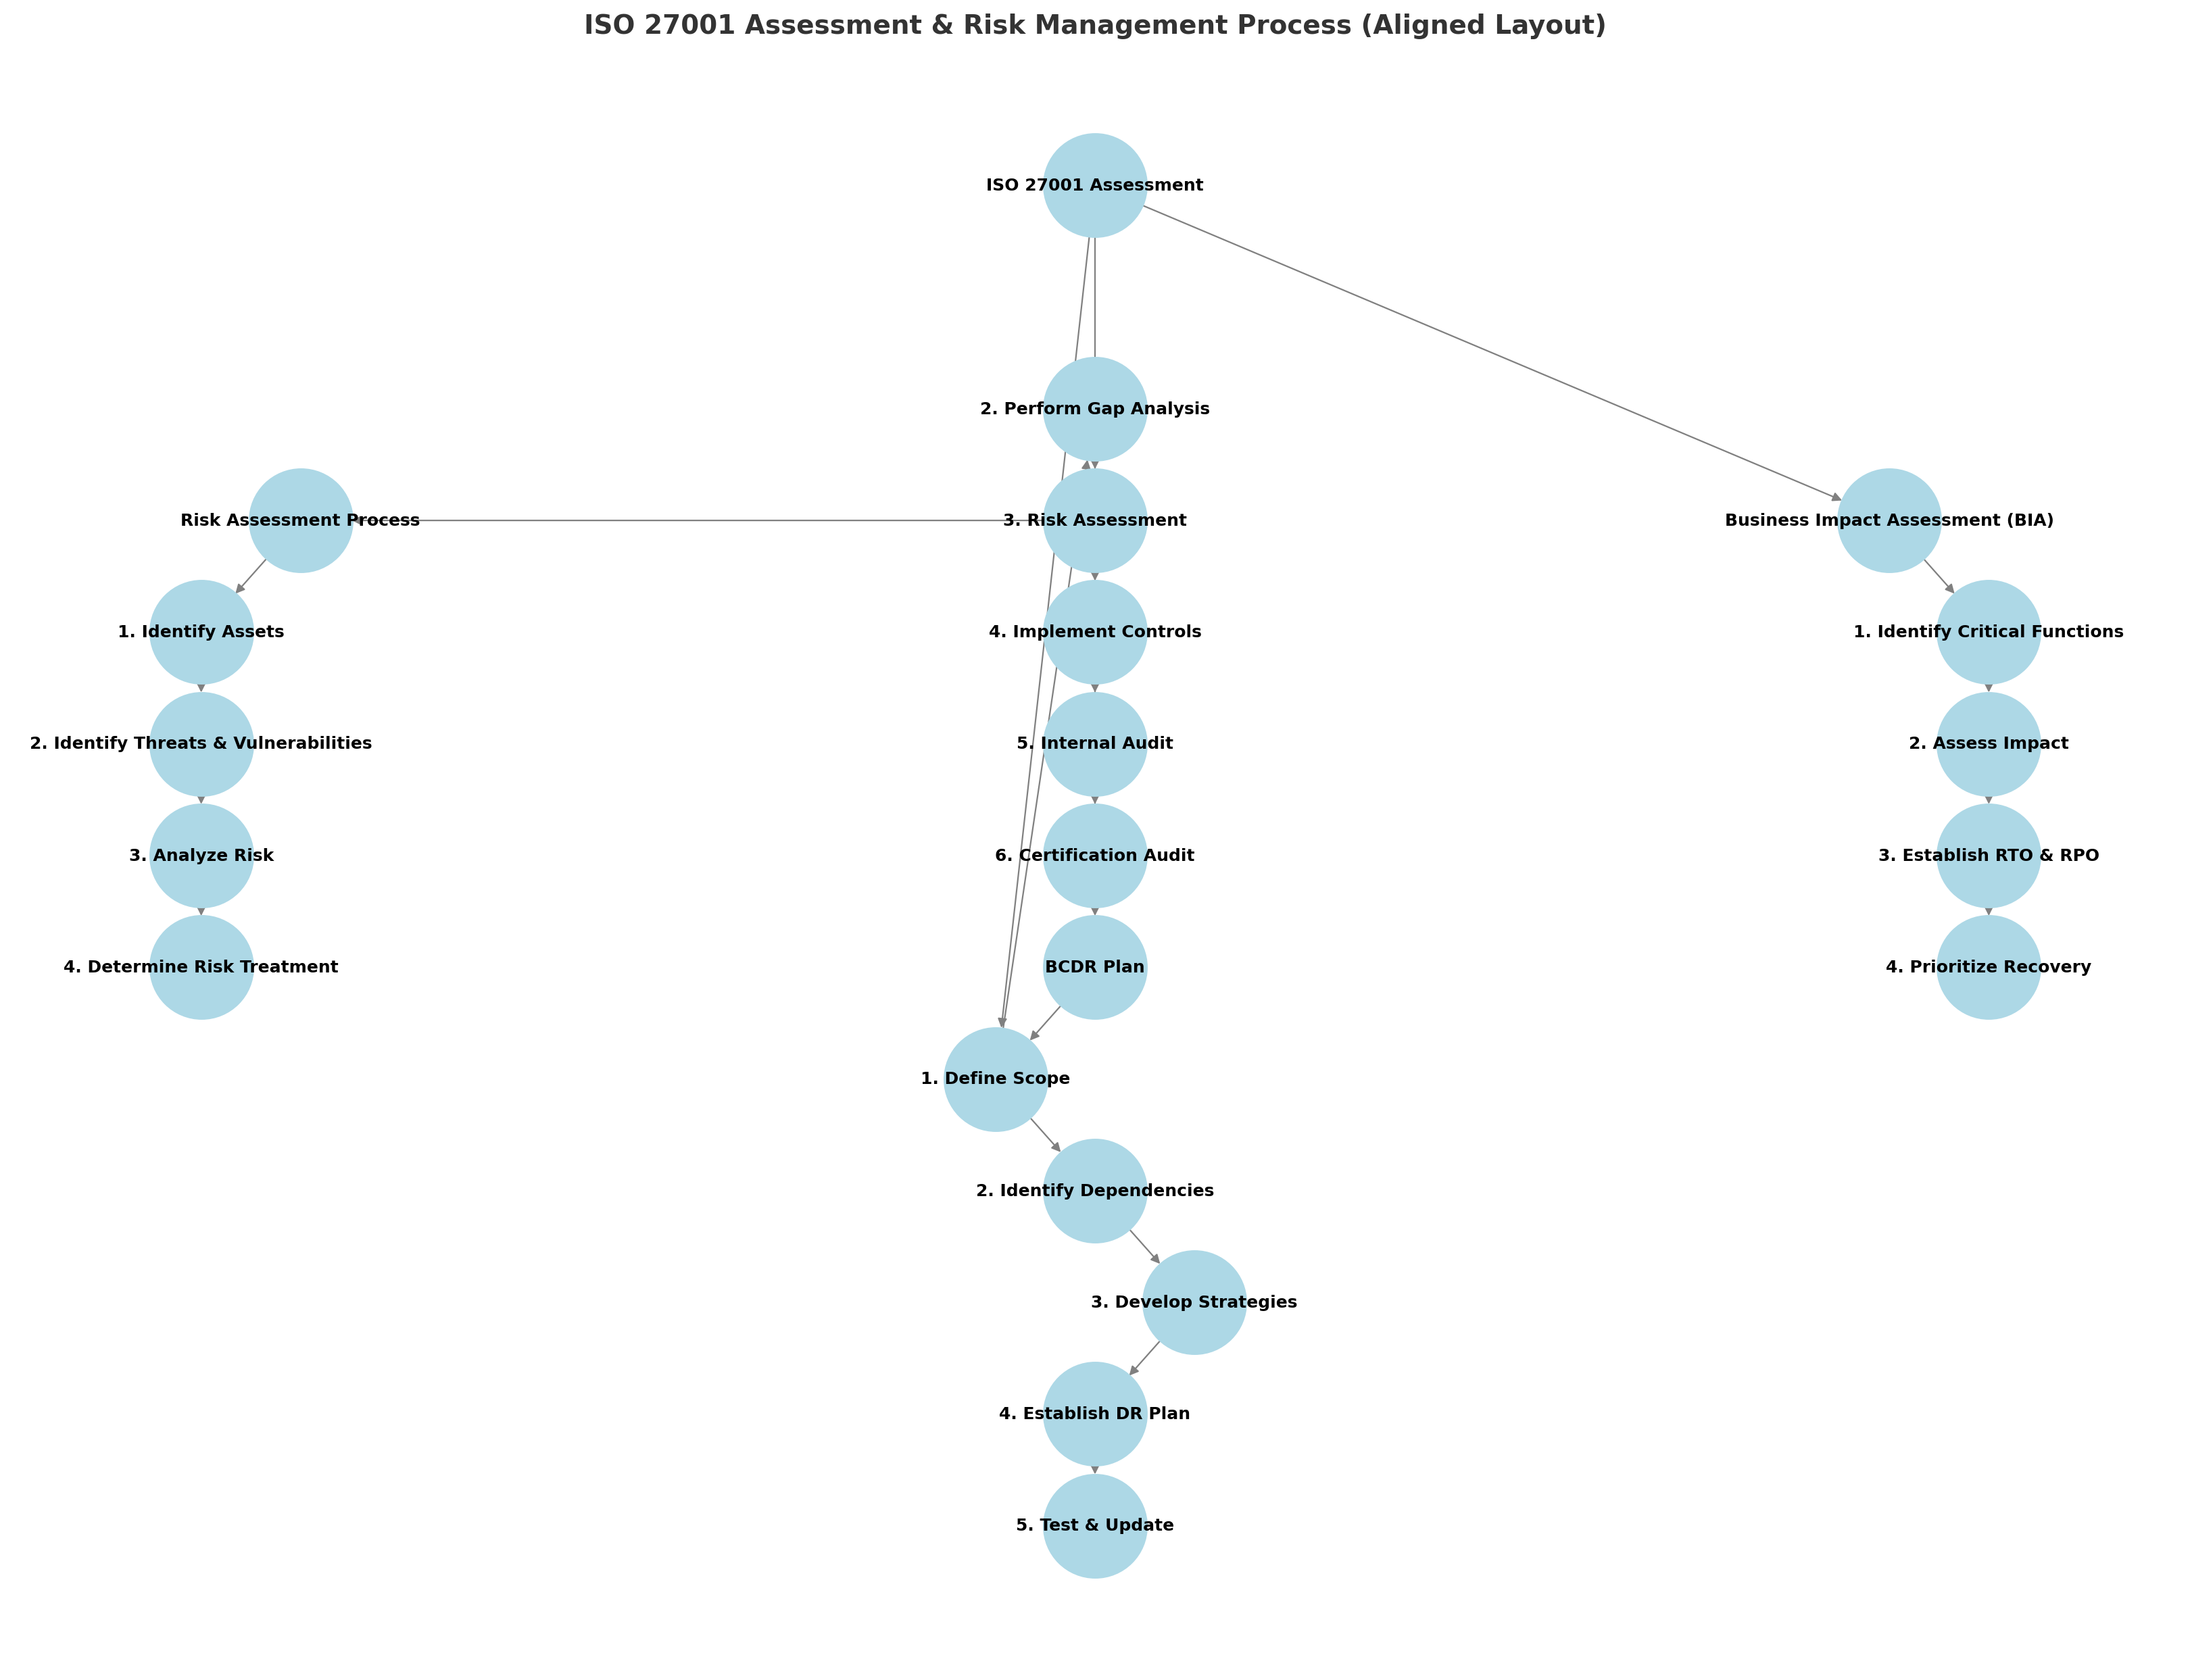 ISO 27001 Assessment & Risk Management Process (Aligned Layout)
ISO 27001 Assessment
2. Perform Gap Analysis
Risk Assessment Process
3. Risk Assessment
Business Impact Assessment (BIA)
1. Identify Assets
4. Implement Controls
1. Identify Critical Functions
2. Identify Threats & Vulnerabilities
5. Internal Audit
2. Assess Impact
3. Analyze Risk
6. Certification Audit
3. Establish RTO & RPO
4. Determine Risk Treatment
BCDR Plan
4. Prioritize Recovery
1. Define Scope
2. Identify Dependencies
3. Develop Strategies
4. Establish DR Plan
5. Test & Update